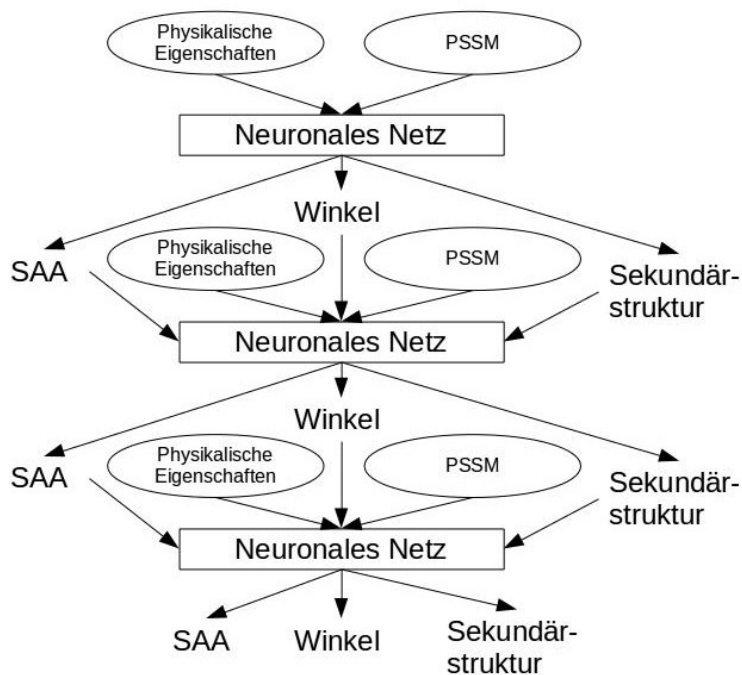 Physikalische
Eigenschaften
PSSM
Neuronales Netz
Winkel
Physikalische
Eigenschaften
PSSM
SAA
Sekundär-
struktur
Neuronales Netz
Winkel
Physikalische
Eigenschaften
PSSM
SAA
Sekundär-
struktur
Neuronales Netz
SAA
Winkel
Sekundär-
struktur